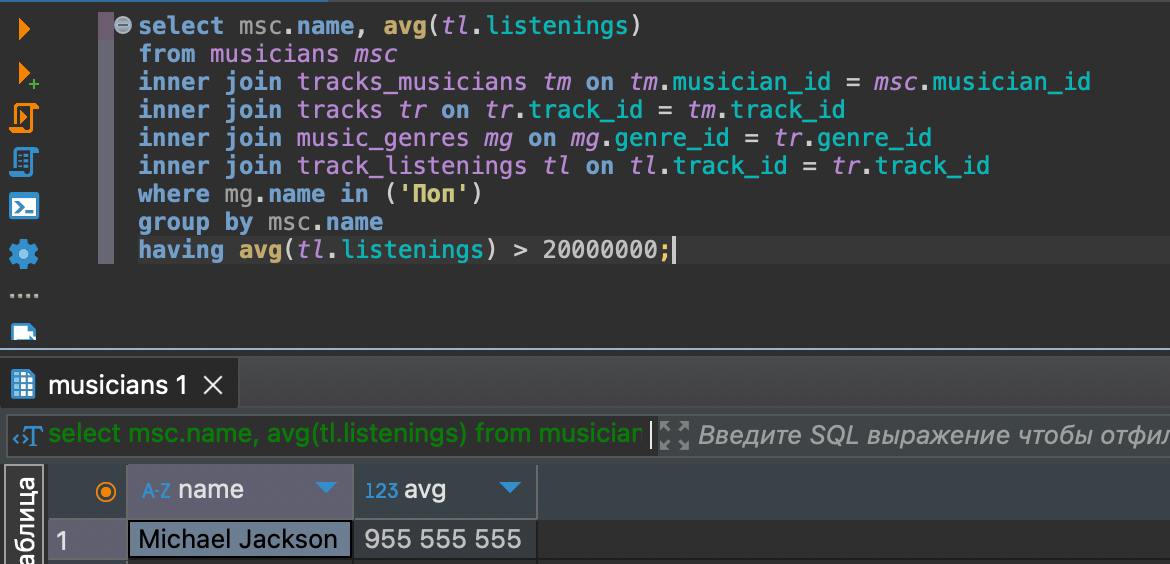 select msc.name, avg(tl.listenings)
from musicians msc
inner join tracks_musicians tm on tm.musician_id = msc.musician_id
inner join tracks tr on tr.track_id = tm.track_id
inner join music_genres mg on mg.genre_id = tr.genre_id
inner join track_listenings tl on tl.track_id = tr.track_id
where mg.name in ('Поп')
group by msc.name
having avg(tl.listenings) > 20000000;
musicians 1
select msc.name, avg(tl.listenings) from musician Введите SQL выражение чтобы отфил
аблица
A-Z name 123 avg
1 Michael Jackson 955 555 555